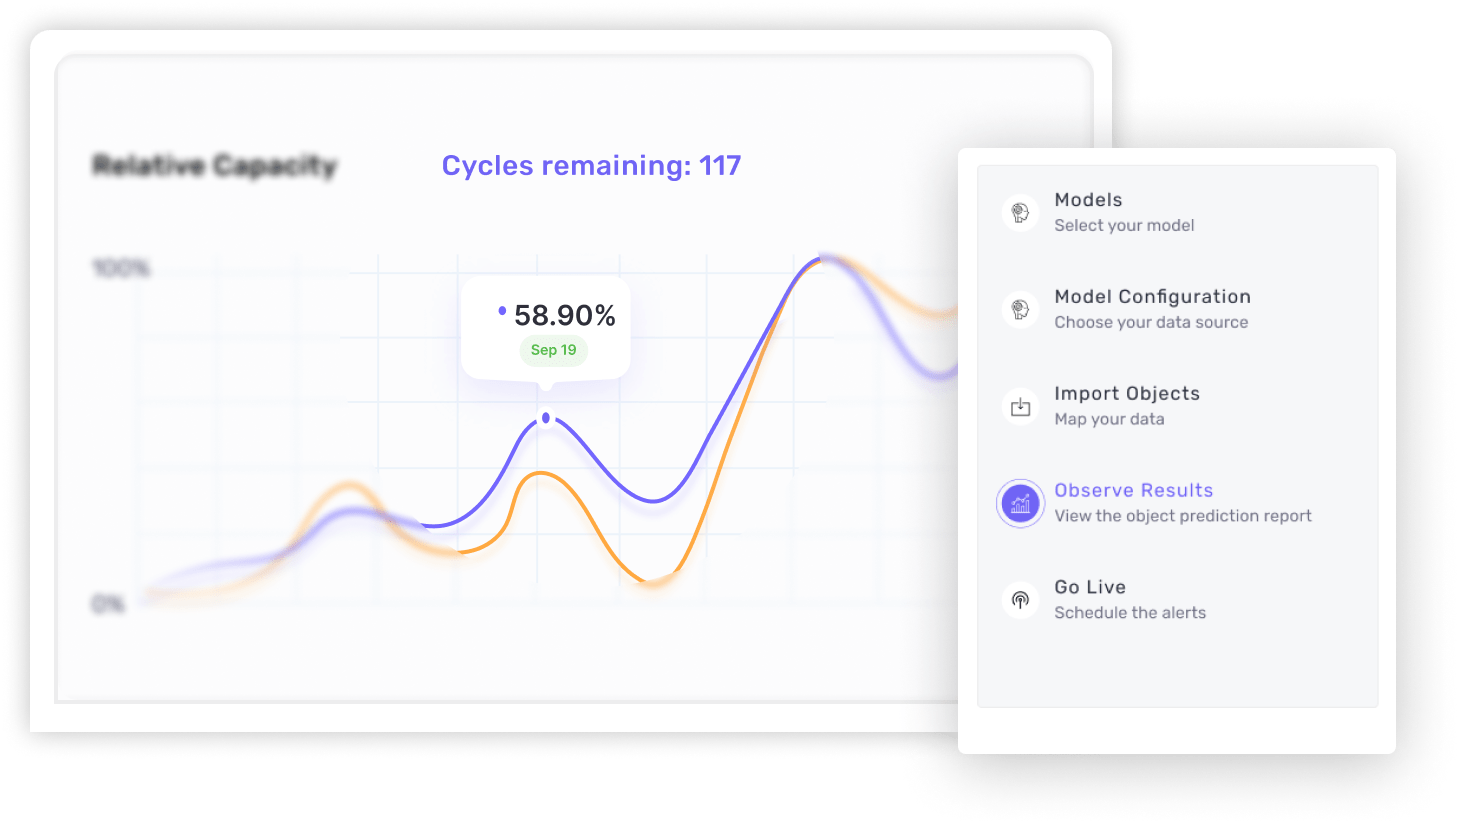 Relative Capacity
Cycles remaining: 117
100%
58.90%
Sep 19
0%
Models
Select your model
Model Configuration
Choose your data source
Import Objects
Map your data
Observe Results
View the object prediction report
Go Live
Schedule the alerts